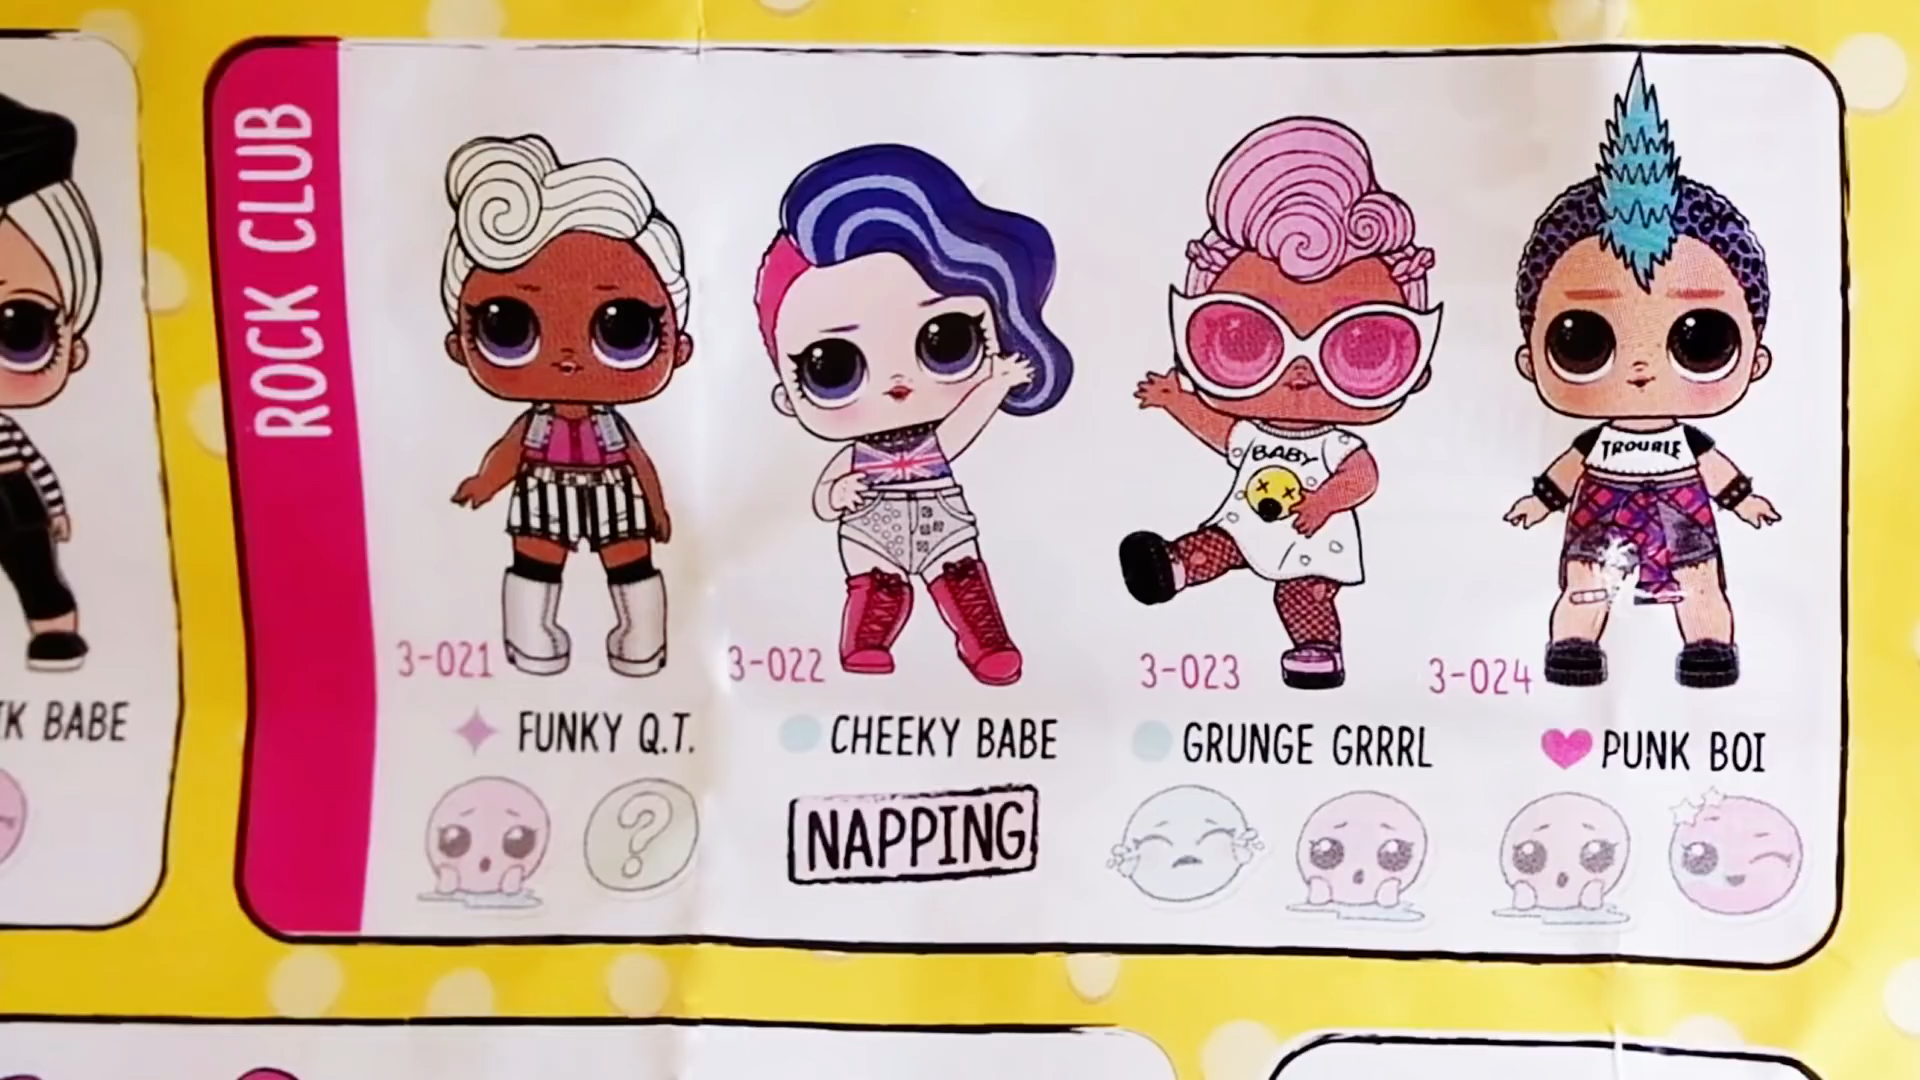 ROCK CLUB
BABY
TROUBLE
3-021
3-022
3-023
3-024
K BABE
FUNKY Q.T.
CHEEKY BABE
GRUNGE GRRRL
PUNK BOI
?
NAPPING